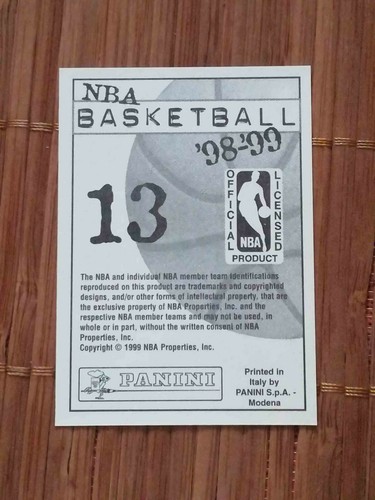 NBA
BASKETBALL
'98-'99
13
OFFICIAL
LICENSED
NBA
PRODUCT
The NBA and individual NBA member team identifications
reproduced on this product are trademarks and copyrighted
designs, and/or other forms of intellectual property, that are
the exclusive property of NBA Properties, Inc. and the
respective NBA member teams and may not be used, in
whole or in part, without the written consent of NBA
Properties, Inc.
Copyright © 1999 NBA Properties, Inc.
PANINI
Printed in
Italy by
PANINI S.p.A. -
Modena